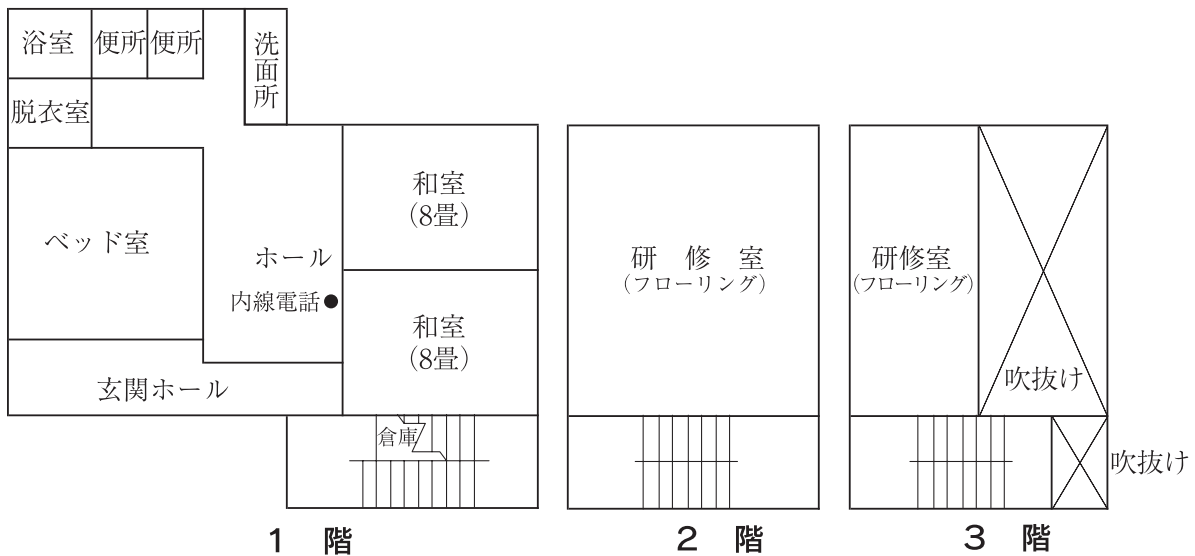 浴室
便所
便所
洗面所
脱衣室
ベッド室
ホール
内線電話
玄関ホール
和室
(8畳)
和室
(8畳)
倉庫
1 階
研 修 室
(フローリング)
2 階
研修室
(フローリング)
吹抜け
吹抜け
3 階